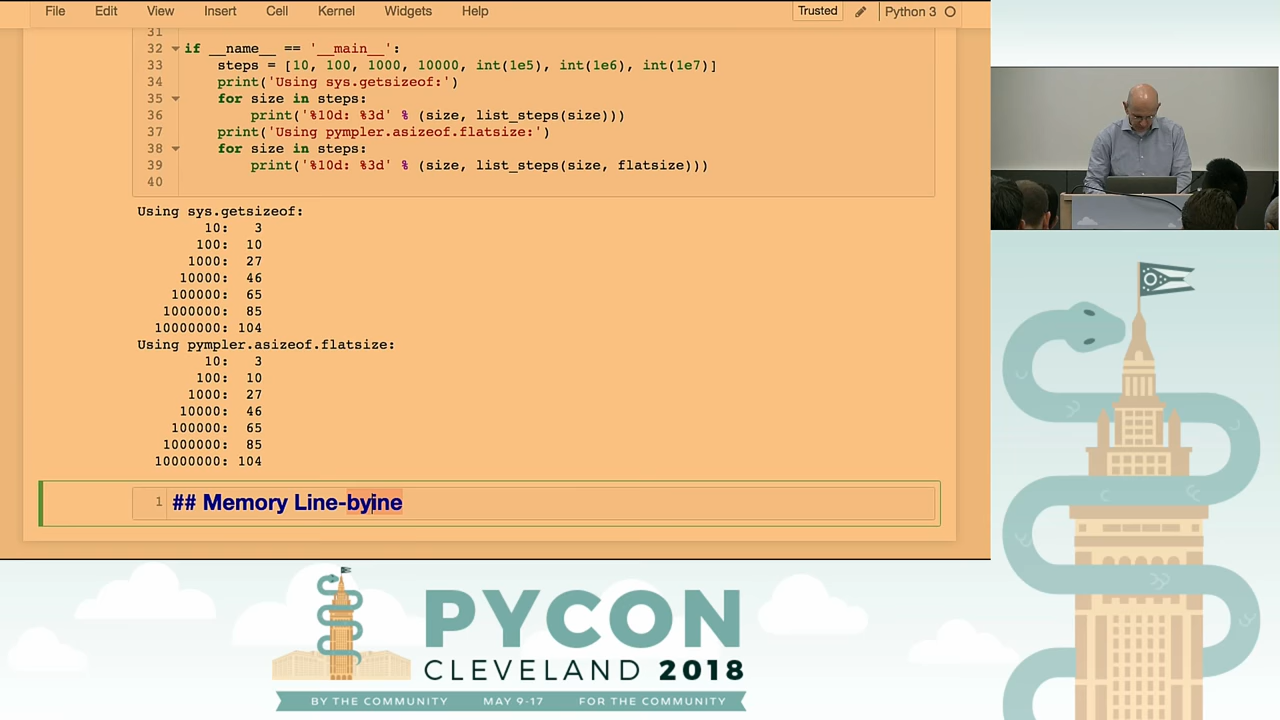 File Edit View Insert Cell Kernel Widgets Help Trusted Python 3
31
32 if __name__ == '__main__':
33 steps = [10, 100, 1000, 10000, int(1e5), int(1e6), int(1e7)]
34 print('Using sys.getsizeof:')
35 for size in steps:
36 print('%10d: %3d' % (size, list_steps(size)))
37 print('Using pympler.asizeof.flatsize:')
38 for size in steps:
39 print('%10d: %3d' % (size, list_steps(size, flatsize)))
40
Using sys.getsizeof:
10: 3
100: 10
1000: 27
10000: 46
100000: 65
1000000: 85
10000000: 104
Using pympler.asizeof.flatsize:
10: 3
100: 10
1000: 27
10000: 46
100000: 65
1000000: 85
10000000: 104
1 ## Memory Line-byine
PYCON
CLEVELAND 2018
BY THE COMMUNITY MAY 9-17 FOR THE COMMUNITY